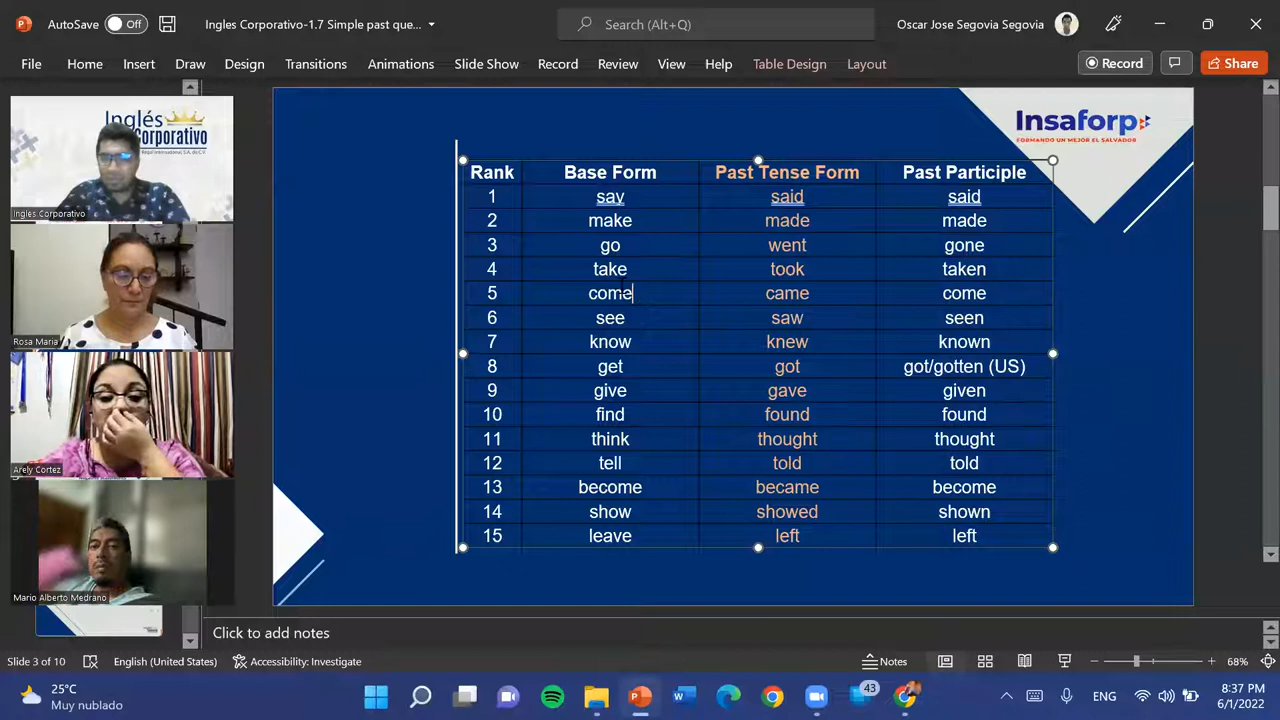 AutoSave Off Ingles Corporativo-1.7 Simple past que... Search (Alt+Q) Oscar Jose Segovia Segovia
File Home Insert Draw Design Transitions Animations Slide Show Record Review View Help Table Design Layout Record Share
Inglés
Corporativo
Ingles Corporativo
Rosa Maria
Arely Cortez
Mario Alberto Medrano
Insaforp
FORMANDO UN MEJOR EL SALVADOR
Rank Base Form Past Tense Form Past Participle
1 say said said
2 make made made
3 go went gone
4 take took taken
5 come came come
6 see saw seen
7 know knew known
8 get got got/gotten (US)
9 give gave given
10 find found found
11 think thought thought
12 tell told told
13 become became become
14 show showed shown
15 leave left left
Click to add notes
Slide 3 of 10 English (United States) Accessibility: Investigate Notes 68%
25°C
Muy nublado
43
ENG
8:37 PM
6/1/2022